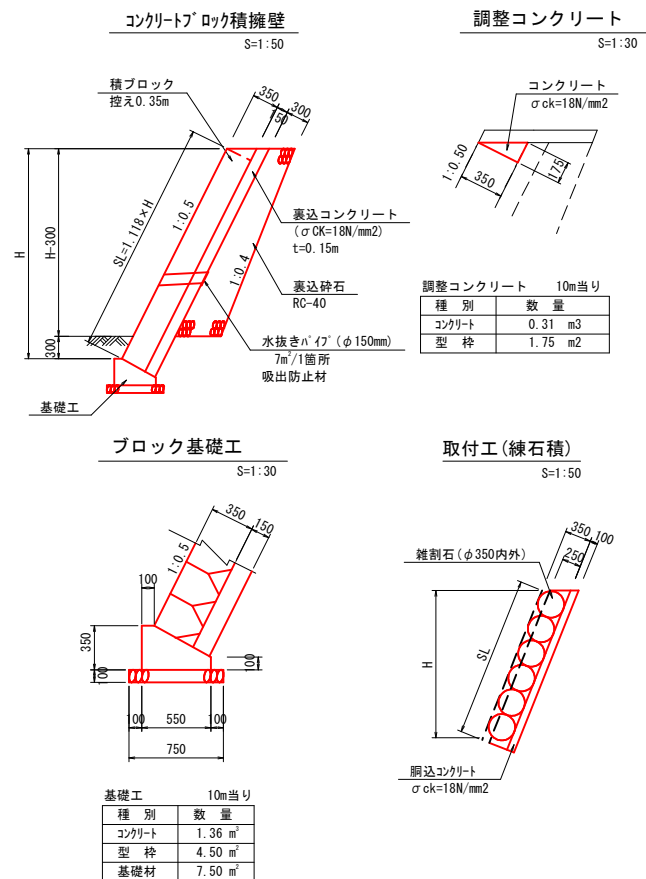 コンクリートブロック積擁壁
S=1:50
積ブロック
控え0.35m
350
150
300
H
H-300
300
SL=1.118×H
1:0.5
1:0.4
裏込コンクリート
(σCK=18N/mm2)
t=0.15m
裏込砕石
RC-40
水抜きパイプ(φ150mm)
7m²/1箇所
吸出防止材
基礎工
調整コンクリート
S=1:30
コンクリート
σck=18N/mm2
1:0.50
350
175
調整コンクリート 10m当り
種 別 数 量
コンクリート 0.31 m3
型 枠 1.75 m2
ブロック基礎工
S=1:30
350
150
1:0.5
100
350
100
100
100
550
100
750
基礎工 10m当り
種 別 数 量
コンクリート 1.36 m³
型 枠 4.50 m²
基礎材 7.50 m²
取付工(練石積)
S=1:50
350
100
250
雑割石(φ350内外)
H
SL
胴込コンクリート
σck=18N/mm2